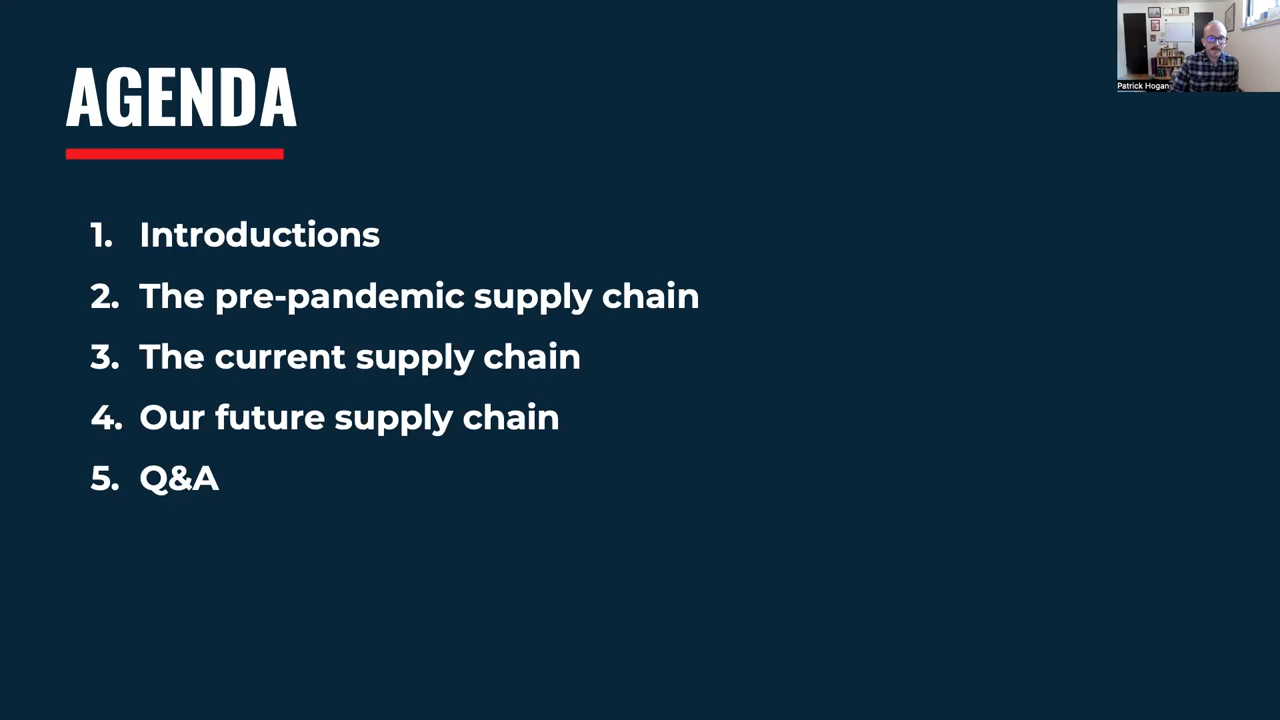 AGENDA
Patrick Hogan
1. Introductions
2. The pre-pandemic supply chain
3. The current supply chain
4. Our future supply chain
5. Q&A